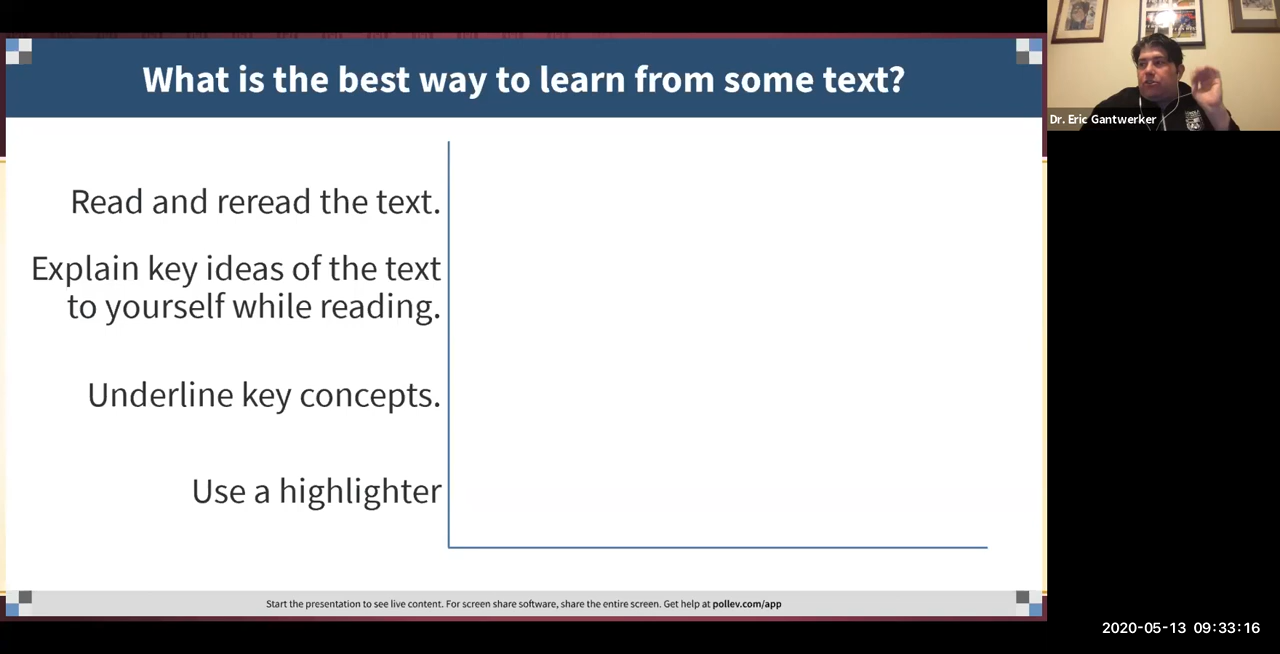 What is the best way to learn from some text?
Dr. Eric Gantwerker
Read and reread the text.
Explain key ideas of the text
to yourself while reading.
Underline key concepts.
Use a highlighter
Start the presentation to see live content. For screen share software, share the entire screen. Get help at pollev.com/app
2020-05-13 09:33:16